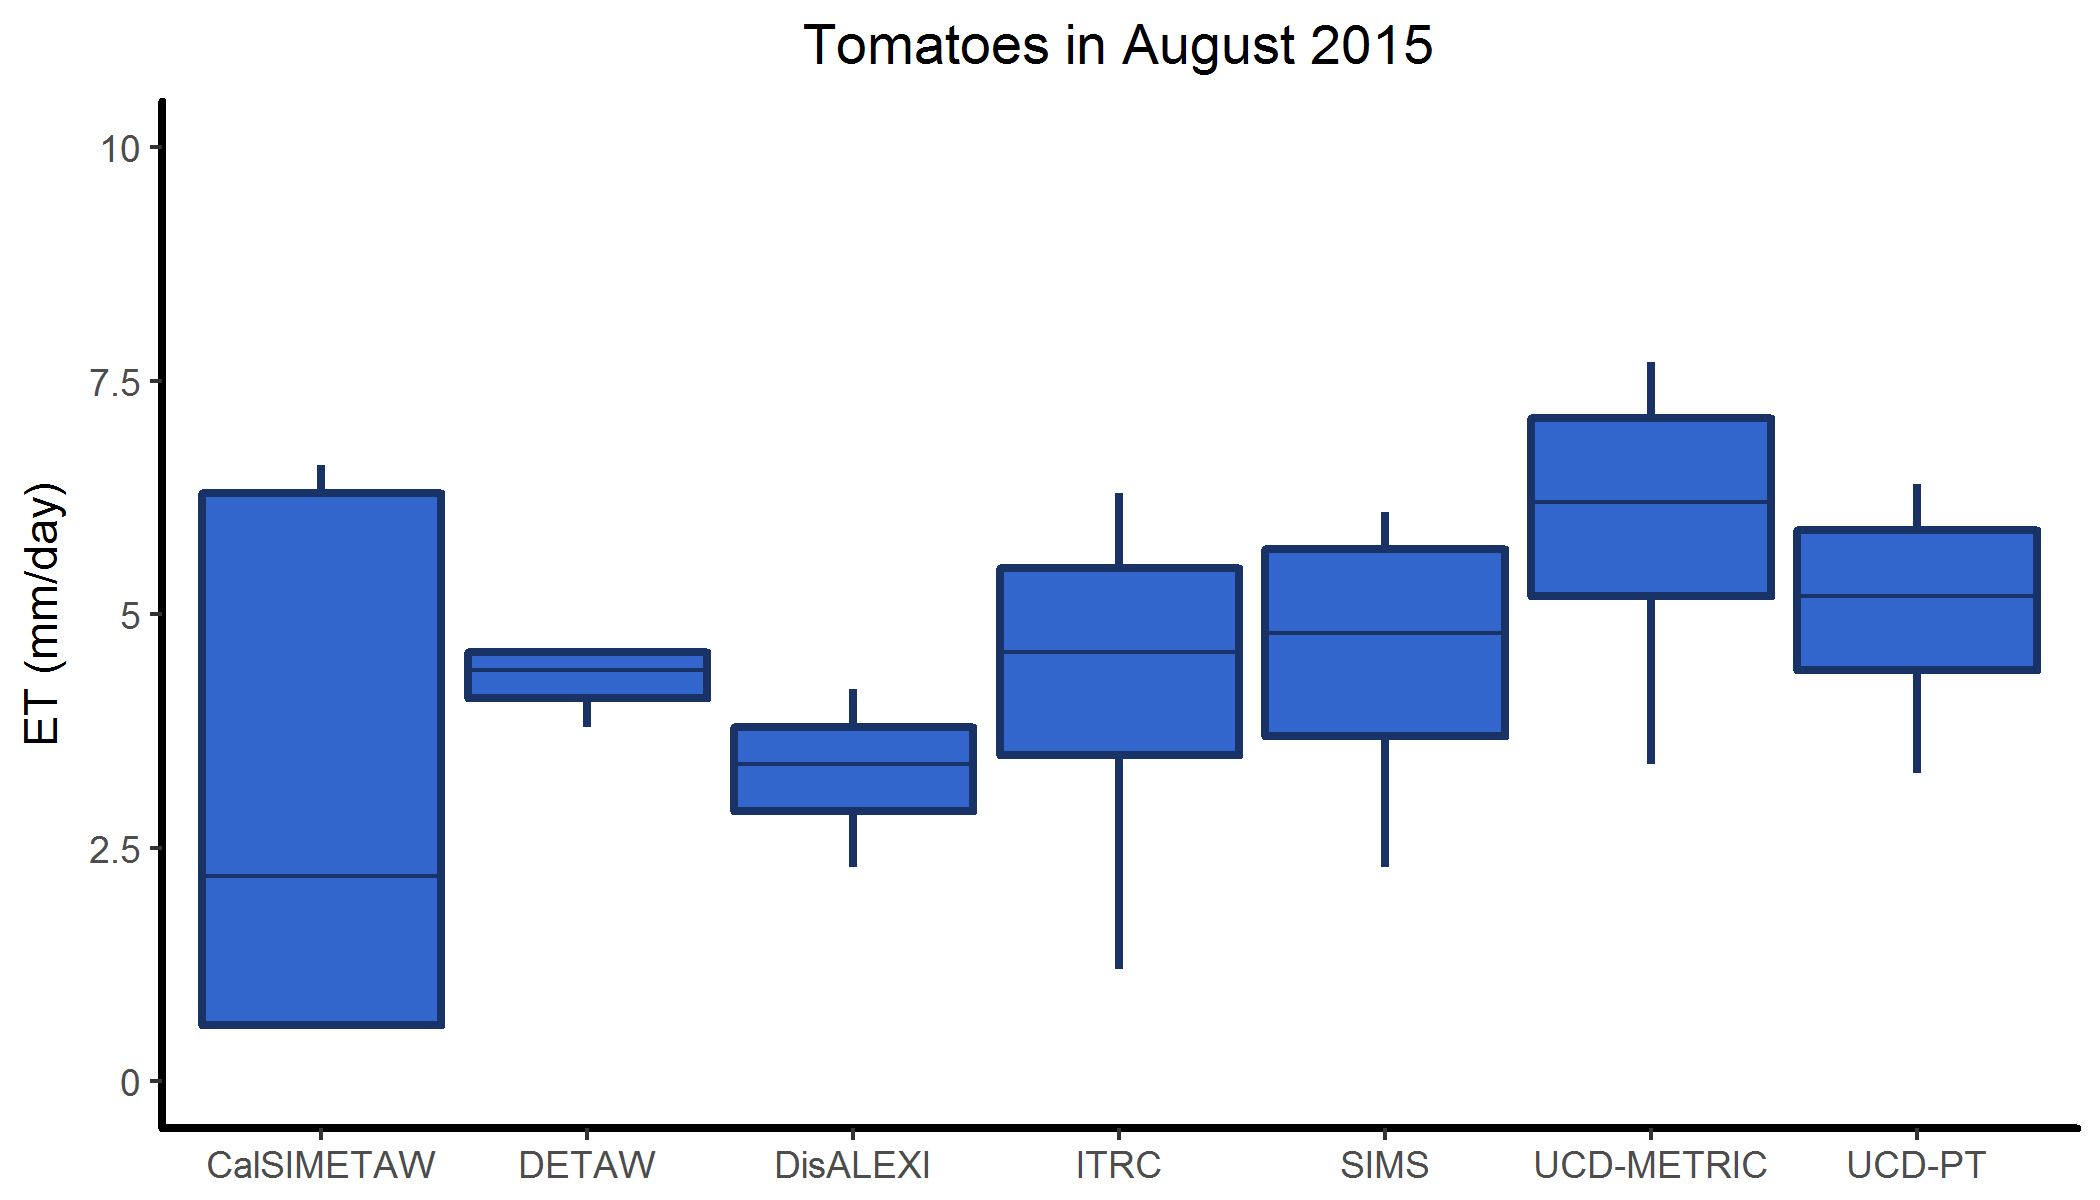 Tomatoes in August 2015
ET (mm/day)
10
7.5
5
2.5
0
CalSIMETAW DETAW DisALEXI ITRC SIMS UCD-METRIC UCD-PT